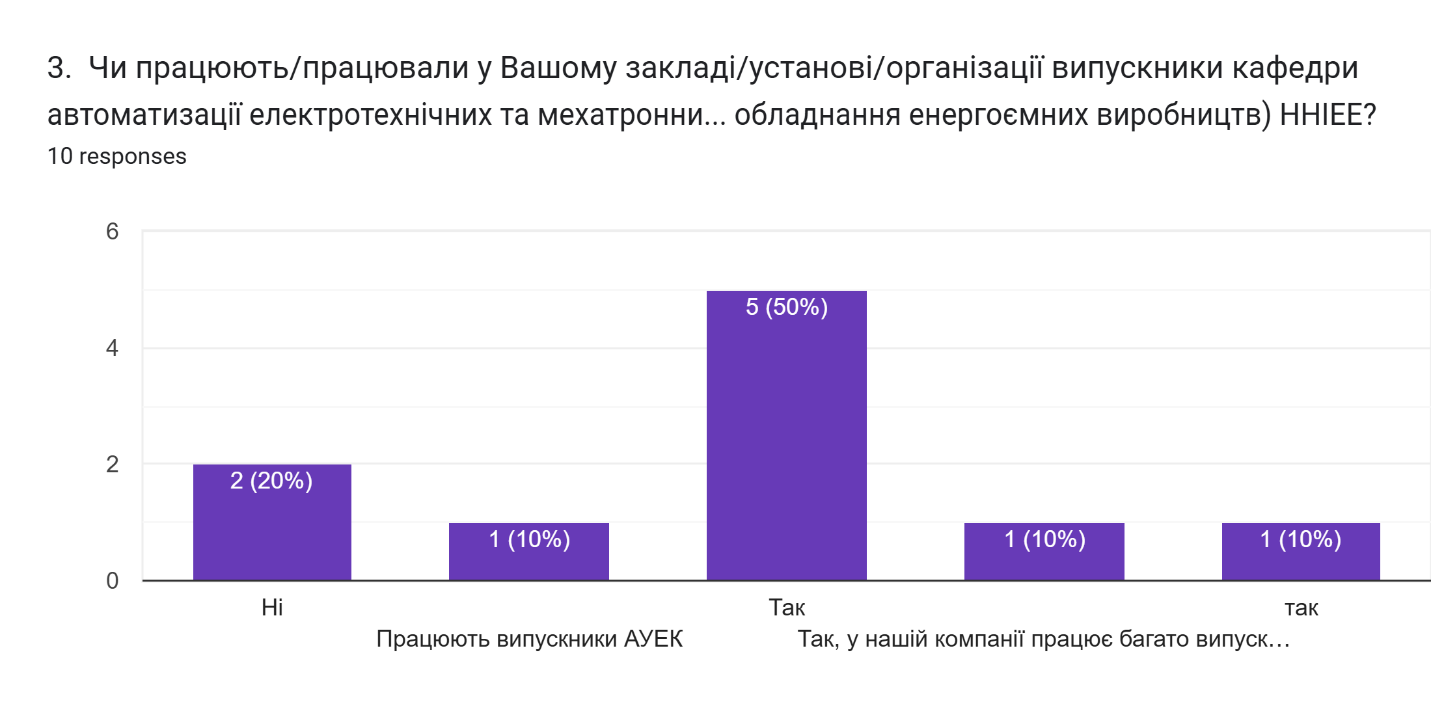 3. Чи працюють/працювали у Вашому закладі/установі/організації випускники кафедри
автоматизації електротехнічних та мехатронни... обладнання енергоємних виробництв) ННІЕЕ?
10 responses
6
4
2
0
2 (20%)
1 (10%)
5 (50%)
1 (10%)
1 (10%)
Ні
Працюють випускники АУЕК
Так
Так, у нашій компанії працює багато випуск…
так